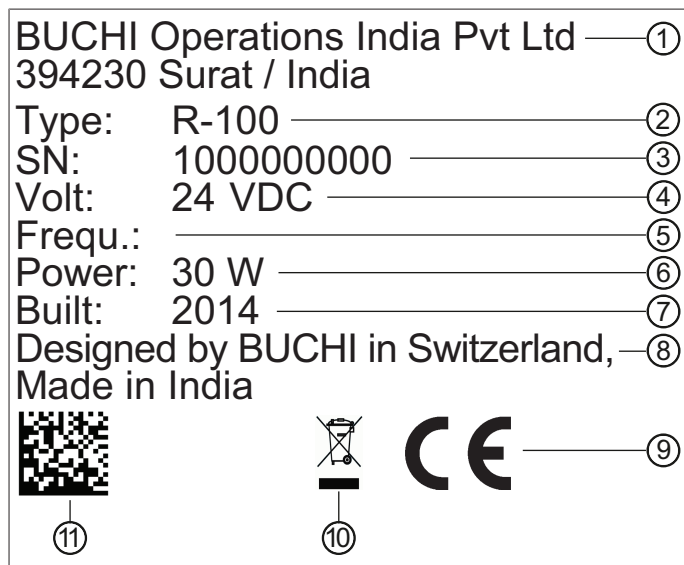 BUCHI Operations India Pvt Ltd ①
394230 Surat / India
Type: R-100 ②
SN: 1000000000 ③
Volt: 24 VDC ④
Frequ.: ⑤
Power: 30 W ⑥
Built: 2014 ⑦
Designed by BUCHI in Switzerland, ⑧
Made in India
CE ⑨
⑪ ⑩